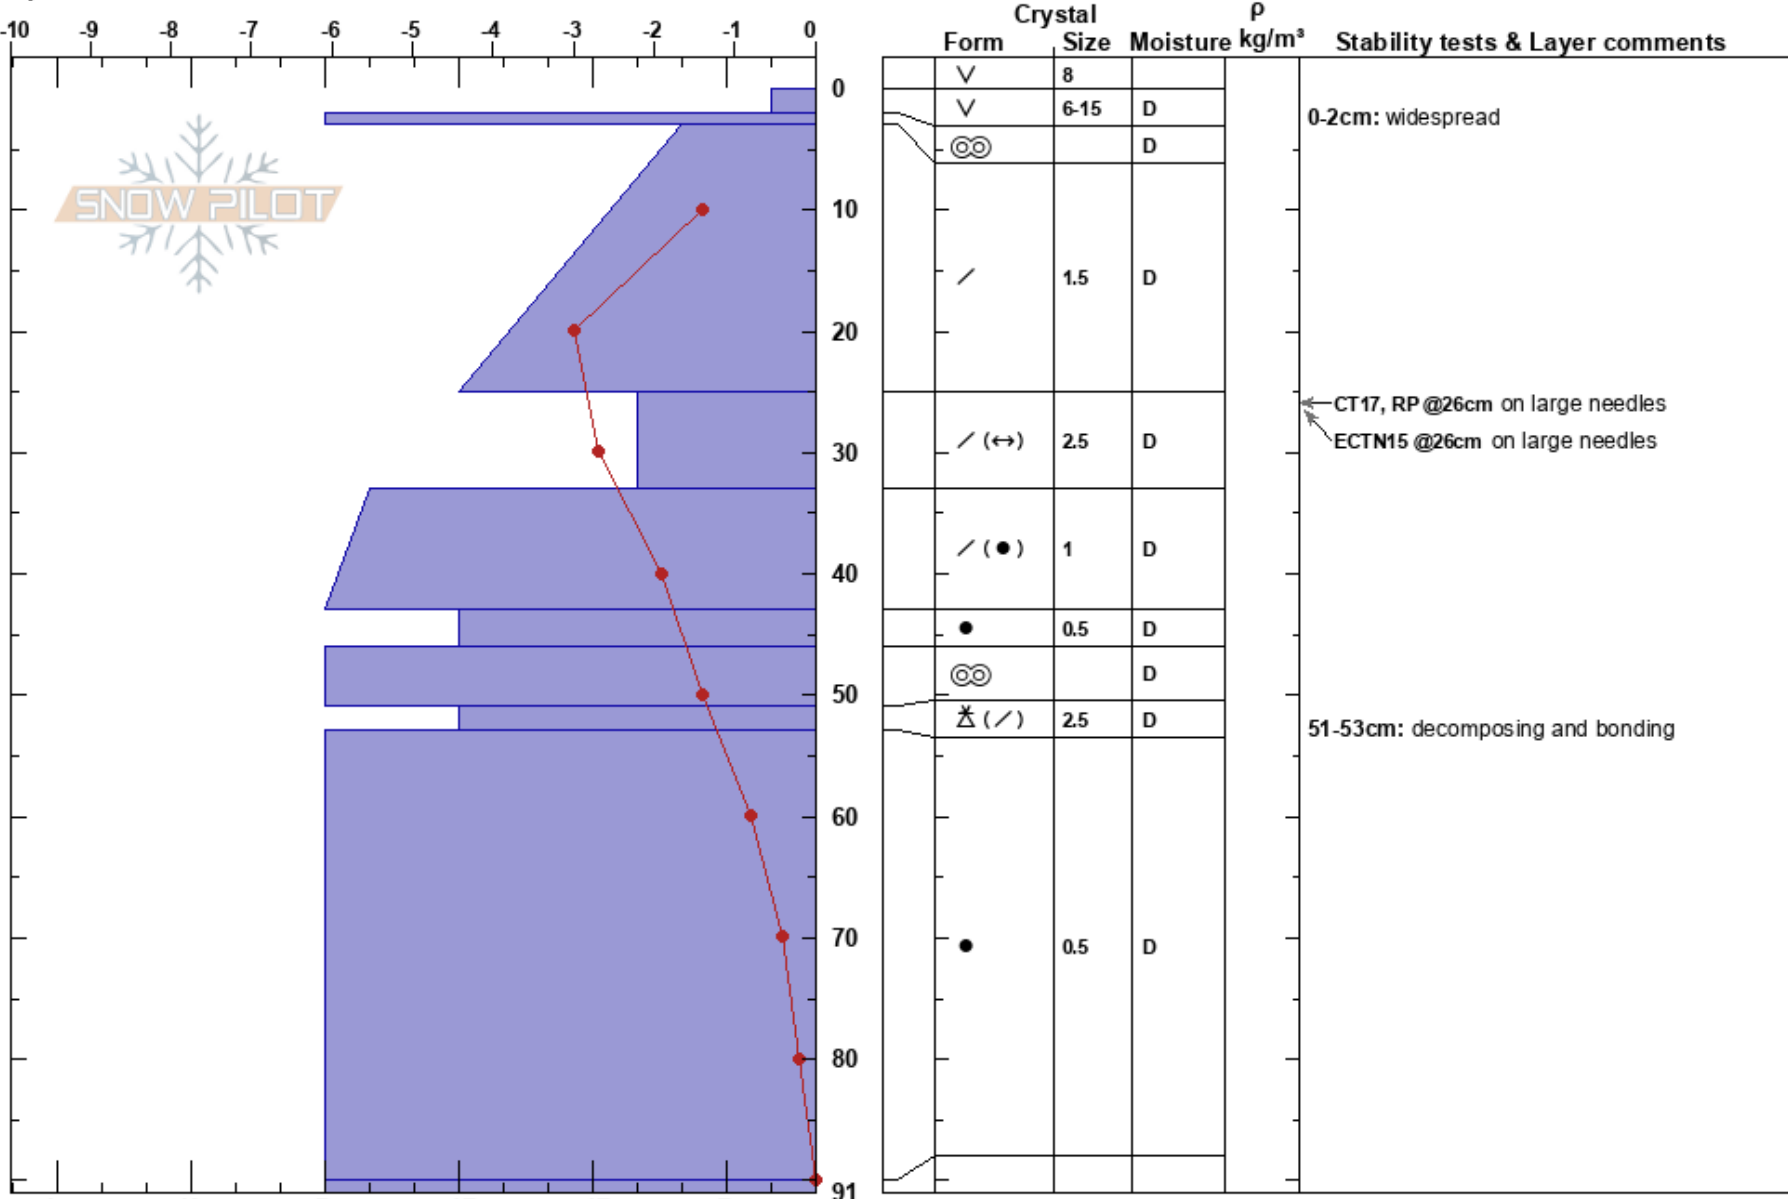 -10 -9 -8 -7 -6 -5 -4 -3 -2 -1 0
Crystal ρ
Form Size Moisture kg/m³ Stability tests & Layer comments
8
0
6-15 D
0-2cm: widespread
D
SNOW PILOT
10
1.5 D
20
CT17, RP @26cm on large needles
2.5 D
ECTN15 @26cm on large needles
30
1 D
40
0.5 D
D
50
2.5 D
51-53cm: decomposing and bonding
60
70
0.5 D
80
91